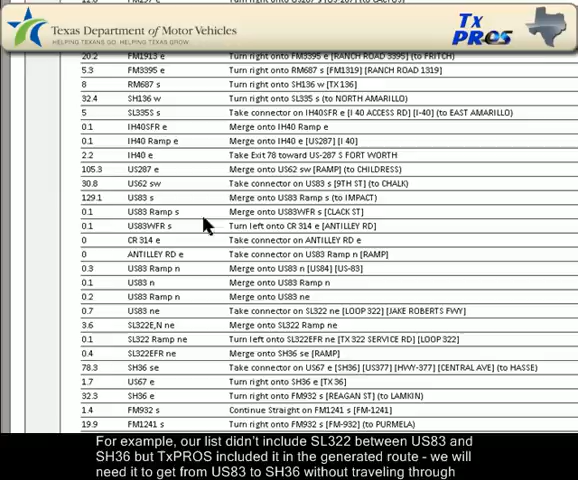 Texas Department of Motor Vehicles
HELPING TEXANS GO. HELPING TEXAS GROW.
Tx
PROS
20.2 FM1913 e Turn right onto FM3395 e [RANCH ROAD 3395] (to FRITCH)
5.3 FM3395 e Turn right onto RM687 s [FM1319] [RANCH ROAD 1319]
8 RM687 s Turn right onto SH136 w [TX 136]
32.4 SH136 w Turn left onto SL335 s (to NORTH AMARILLO)
5 SL335S s Take connector on IH40SFR e [I 40 ACCESS RD] [I-40] (to EAST AMARILLO)
0.1 IH40SFR e Merge onto IH40 Ramp e
0.1 IH40 Ramp e Merge onto IH40 e [US287] [I 40]
2.2 IH40 e Take Exit 78 toward US-287 S FORT WORTH
105.3 US287 e Merge onto US62 sw [RAMP] (to CHILDRESS)
30.8 US62 sw Take connector on US83 s [9TH ST] (to CHALK)
129.1 US83 s Merge onto US83 Ramp s (to IMPACT)
0.1 US83 Ramp s Merge onto US83WFR s [CLACK ST]
0.1 US83WFR s Turn left onto CR 314 e [ANTILLEY RD]
0 CR 314 e Take connector on ANTILLEY RD e
0 ANTILLEY RD e Take connector on US83 Ramp n [RAMP]
0.3 US83 Ramp n Merge onto US83 n [US84] [US-83]
0.1 US83 n Merge onto US83 Ramp n
0.2 US83 Ramp n Merge onto US83 ne
0.7 US83 ne Take connector on SL322 ne [LOOP 322] [JAKE ROBERTS FWY]
3.6 SL322E,N ne Merge onto SL322 Ramp ne
0.1 SL322 Ramp ne Turn left onto SL322EFR ne [TX 322 SERVICE RD] [LOOP 322]
0.4 SL322EFR ne Merge onto SH36 se [RAMP]
78.3 SH36 se Take connector on US67 e [SH36] [US377] [HWY-377] [CENTRAL AVE] (to HASSE)
1.7 US67 e Turn right onto SH36 e [TX 36]
32.3 SH36 e Turn right onto FM932 s [REAGAN ST] (to LAMKIN)
1.4 FM932 s Continue Straight on FM1241 s [FM-1241]
19.9 FM1241 s Turn right onto FM932 s [FM-932] (to PURMELA)
For example, our list didn't include SL322 between US83 and
SH36 but TxPROS included it in the generated route - we will
need it to get from US83 to SH36 without traveling through